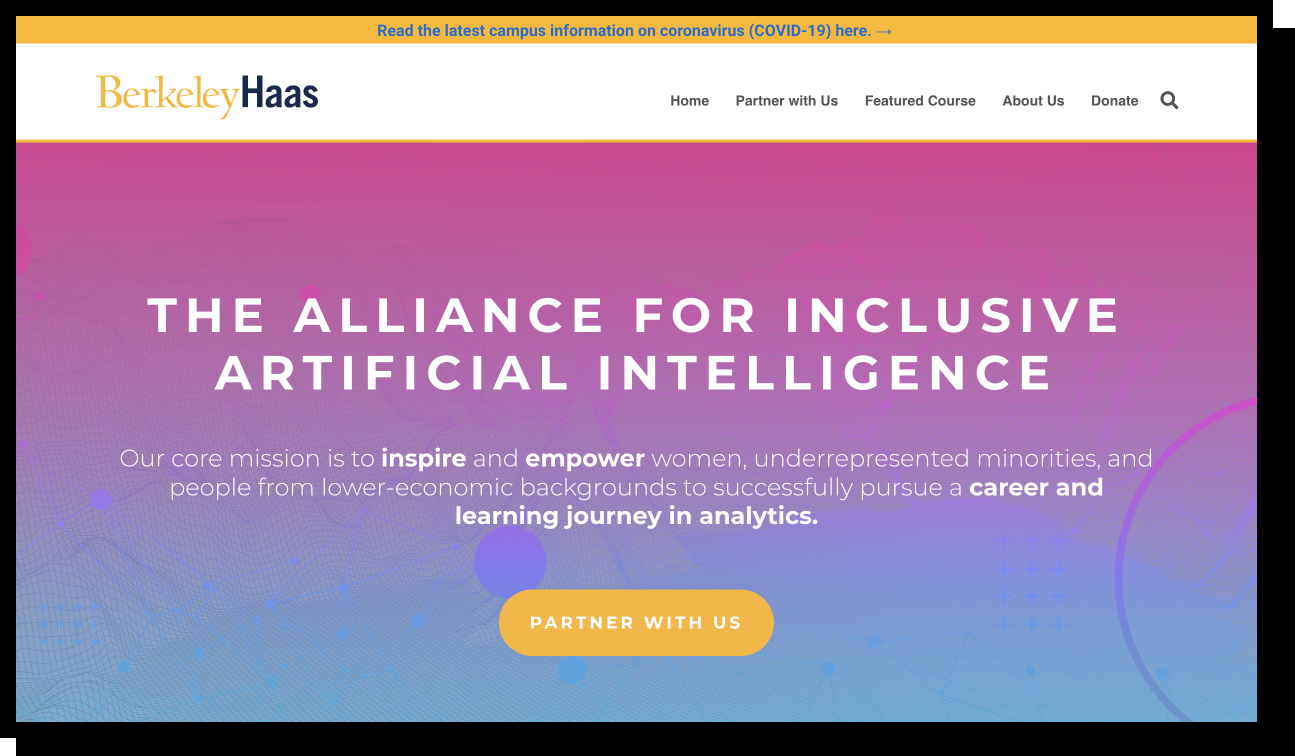 Read the latest campus information on coronavirus (COVID-19) here. →
BerkeleyHaas
Home Partner with Us Featured Course About Us Donate
THE ALLIANCE FOR INCLUSIVE
ARTIFICIAL INTELLIGENCE
Our core mission is to inspire and empower women, underrepresented minorities, and
people from lower-economic backgrounds to successfully pursue a career and
learning journey in analytics.
PARTNER WITH US